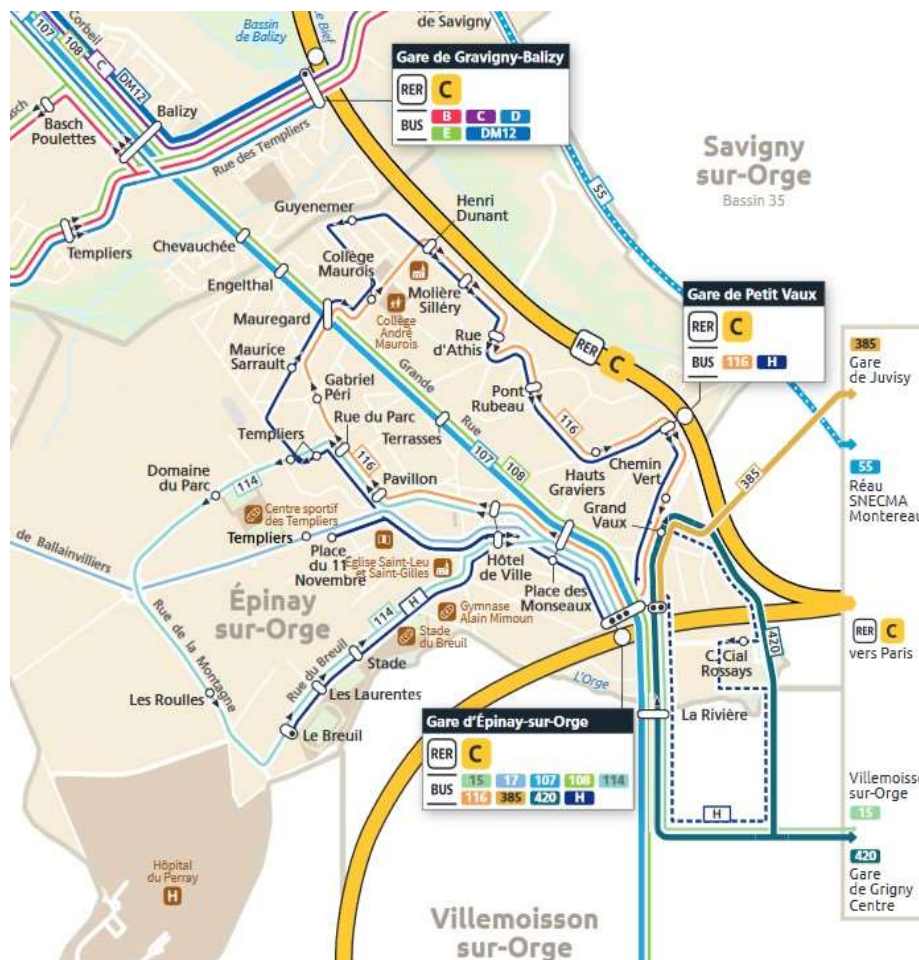 107
108
Corbeil
C
DM12
Bassin
de Balizy
Le Bief
de Savigny
Gare de Gravigny-Balizy
RER C
BUS B C D
E DM12
Basch
Poulettes
Balizy
Rue des Templiers
Templiers
Savigny
sur-Orge
Bassin 35
55
Guyenemer
Henri
Dunant
Chevauchée
Collège
Maurois
Engelthal
Molière
Silléry
Collège
André
Maurois
Mauregard
Rue
d'Athis
RER C
Gare de Petit Vaux
RER C
BUS 116 H
385
Gare
de Juvisy
Maurice
Sarrault
Grande
Rue
Gabriel
Péri
Pont
Rubeau
Rue du Parc
Terrasses
116
Templiers
116
107
108
Domaine
du Parc
114
Pavillon
Hauts
Graviers
Chemin
Vert
385
55
Réau
SNECMA
Montereau
Centre sportif
des Templiers
Grand
Vaux
de Ballainvilliers
Templiers
Place
du 11
Novembre
Église Saint-Leu
et Saint-Gilles
Hôtel
de Ville
Place des
Monseaux
Épinay
sur-Orge
Gymnase
Alain Mimoun
114
H
Stade
du Breuil
Rue du Breuil
Stade
Rue de la Montagne
Les Laurentes
Les Roulles
Le Breuil
L'Orge
C. Cial
Rossays
420
RER C
vers Paris
La Rivière
Gare d'Épinay-sur-Orge
RER C
BUS 15 17 107 108 114
116 385 420 H
H
Villemoisso
sur-Orge
15
420
Gare
de Grigny
Centre
Hôpital
du Perray
H
Villemoisson
sur-Orge